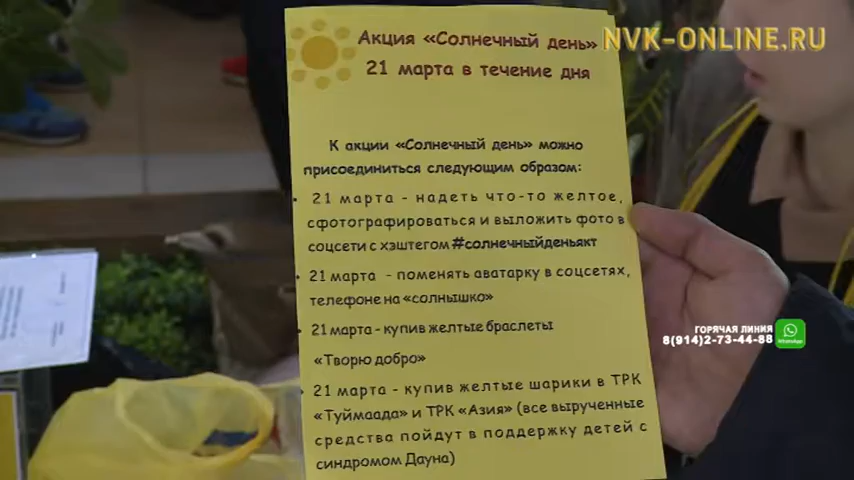 Акция «Солнечный день»
21 марта в течение дня
NVK-ONLINE.RU
К акции «Солнечный день» можно
присоединиться следующим образом:
21 марта - надеть что-то желтое,
сфотографироваться и выложить фото в
соцсети с хэштегом #солнечныйденьякт
21 марта - поменять аватарку в соцсетях,
телефоне на «солнышко»
21 марта - купив желтые браслеты
«Творю добро»
21 марта - купив желтые шарики в ТРК
«Туймаада» и ТРК «Азия» (все вырученные
средства пойдут в поддержку детей с
синдромом Дауна)
ГОРЯЧАЯ ЛИНИЯ
8(914)2-73-44-88
WhatsApp